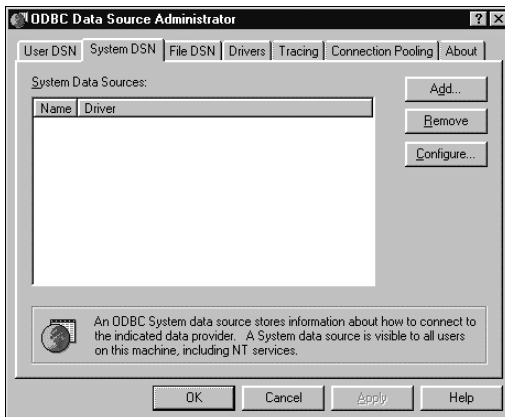 ODBC Data Source Administrator
User DSN System DSN File DSN Drivers Tracing Connection Pooling About
System Data Sources:
Name Driver
Add...
Remove
Configure...
An ODBC System data source stores information about how to connect to
the indicated data provider. A System data source is visible to all users
on this machine, including NT services.
OK Cancel Apply Help